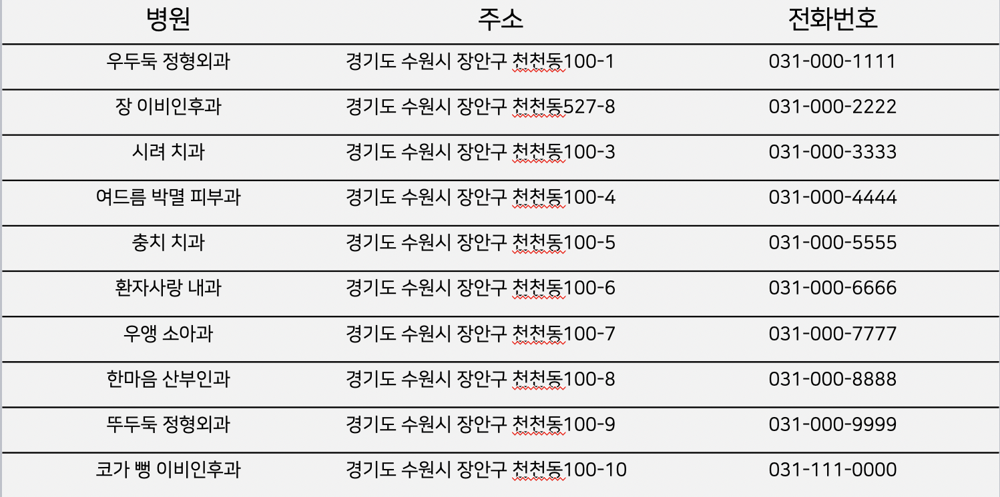 병원 주소 전화번호
우두둑 정형외과 경기도 수원시 장안구 천천동100-1 031-000-1111
장 이비인후과 경기도 수원시 장안구 천천동527-8 031-000-2222
시려 치과 경기도 수원시 장안구 천천동100-3 031-000-3333
여드름 박멸 피부과 경기도 수원시 장안구 천천동100-4 031-000-4444
충치 치과 경기도 수원시 장안구 천천동100-5 031-000-5555
환자사랑 내과 경기도 수원시 장안구 천천동100-6 031-000-6666
우앵 소아과 경기도 수원시 장안구 천천동100-7 031-000-7777
한마음 산부인과 경기도 수원시 장안구 천천동100-8 031-000-8888
뚜두둑 정형외과 경기도 수원시 장안구 천천동100-9 031-000-9999
코가 뻥 이비인후과 경기도 수원시 장안구 천천동100-10 031-111-0000